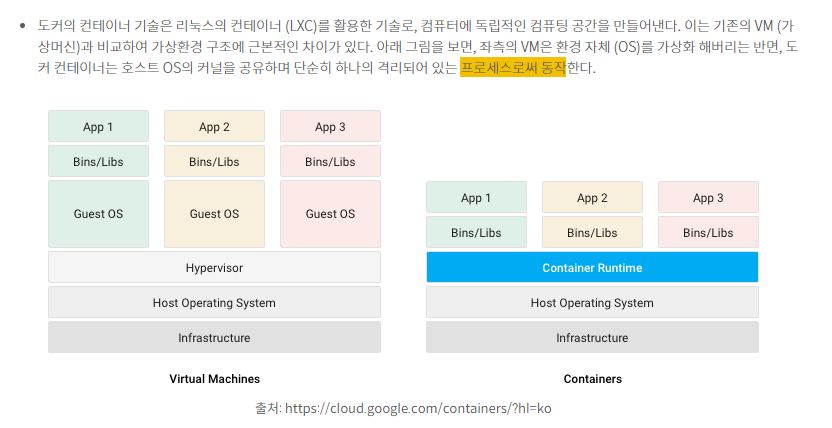 도커의 컨테이너 기술은 리눅스의 컨테이너 (LXC)를 활용한 기술로, 컴퓨터에 독립적인 컴퓨팅 공간을 만들어낸다. 이는 기존의 VM (가
상머신)과 비교하여 가상환경 구조에 근본적인 차이가 있다. 아래 그림을 보면, 좌측의 VM은 환경 자체 (OS)를 가상화 해버리는 반면, 도
커 컨테이너는 호스트 OS의 커널을 공유하며 단순히 하나의 격리되어 있는 프로세스로써 동작한다.
App 1 App 2 App 3
Bins/Libs Bins/Libs Bins/Libs
Guest OS Guest OS Guest OS
Hypervisor
Host Operating System
Infrastructure
Virtual Machines
App 1 App 2 App 3
Bins/Libs Bins/Libs Bins/Libs
Container Runtime
Host Operating System
Infrastructure
Containers
출처: https://cloud.google.com/containers/?hl=ko